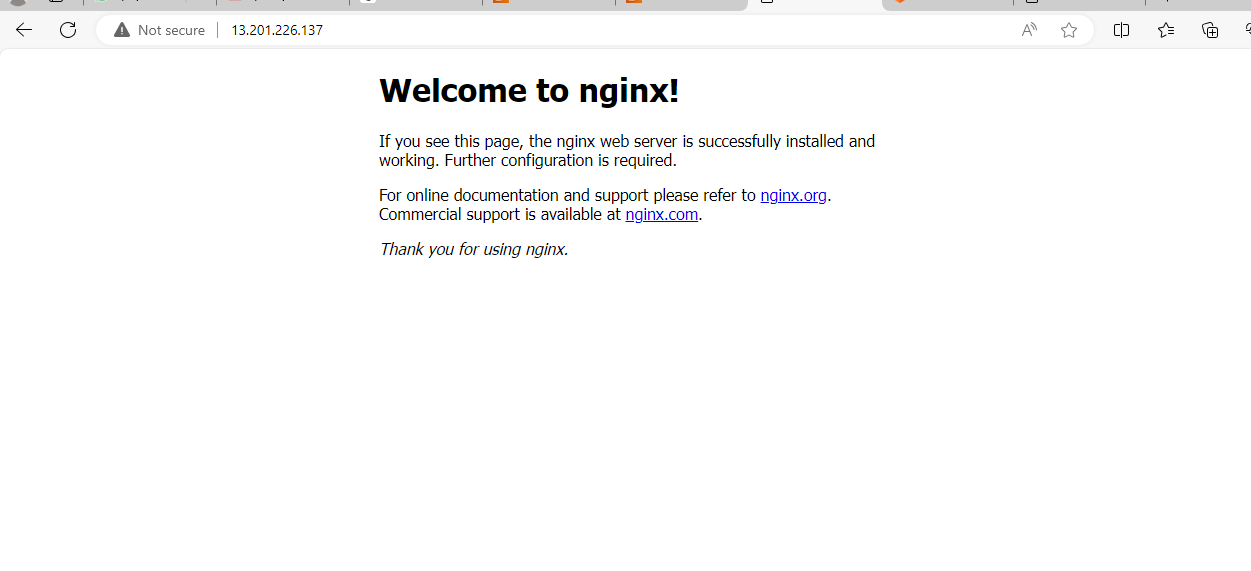 Not secure
13.201.226.137
Welcome to nginx!
If you see this page, the nginx web server is successfully installed and
working. Further configuration is required.
For online documentation and support please refer to nginx.org.
Commercial support is available at nginx.com.
Thank you for using nginx.